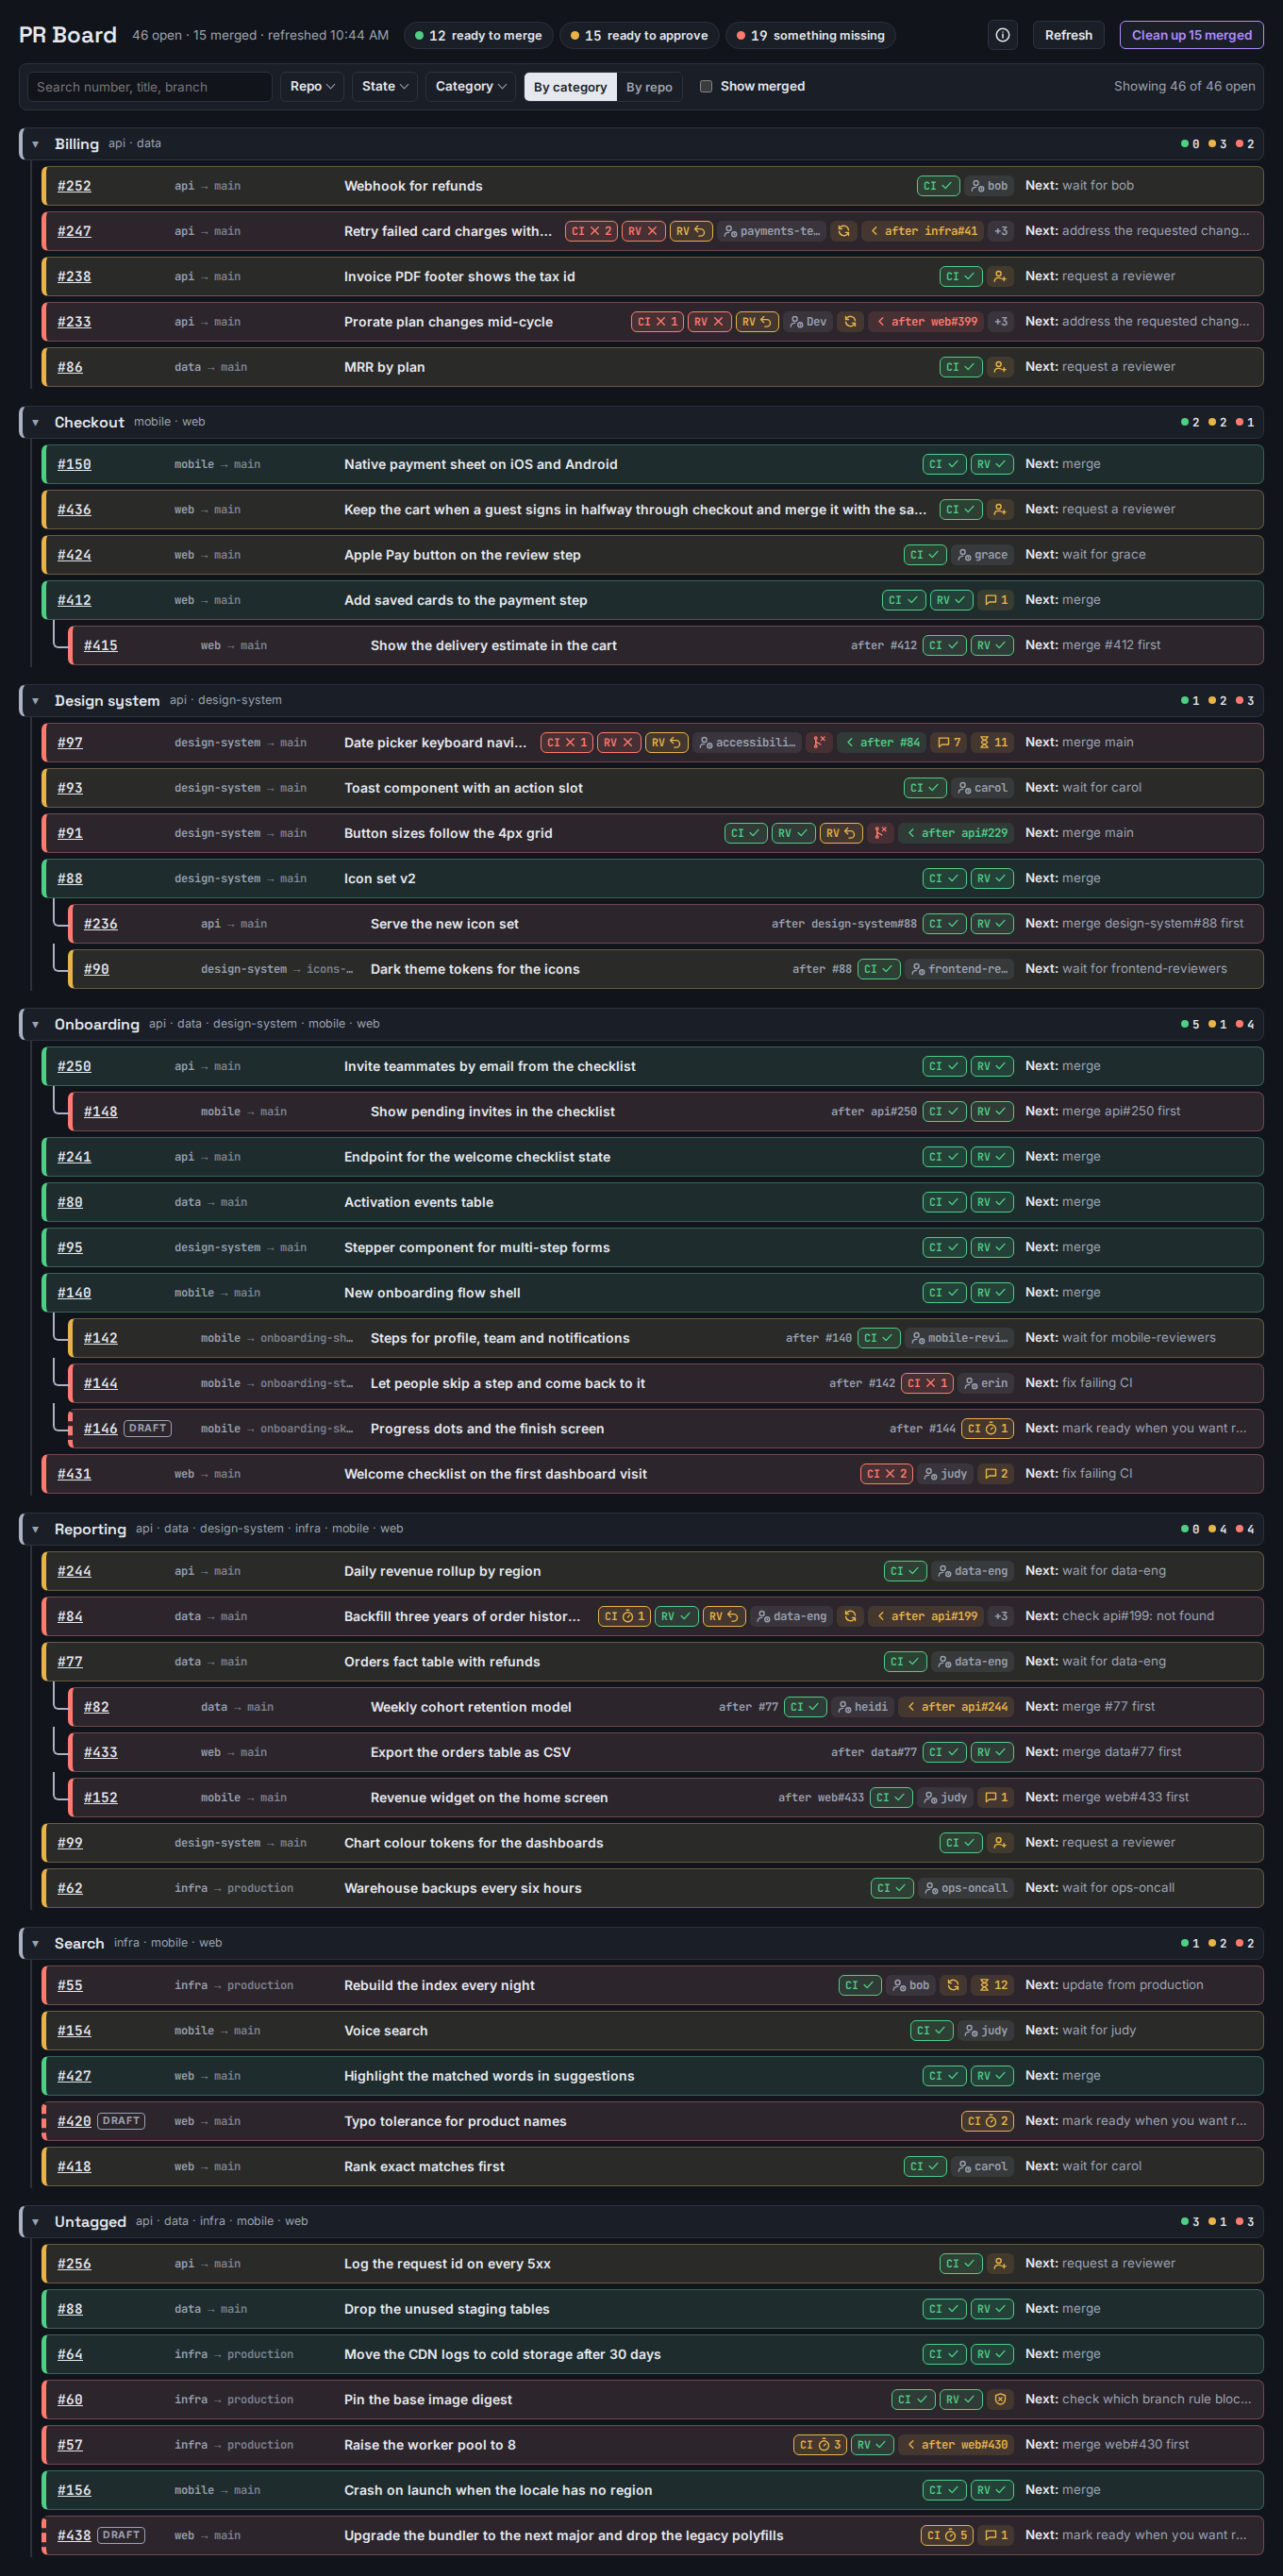 PR Board 46 open · 15 merged · refreshed 10:44 AM 12 ready to merge 15 ready to approve 19 something missing Refresh Clean up 15 merged
Search number, title, branch Repo State Category By category By repo Show merged Showing 46 of 46 open
Billing api · data 0 3 2
#252 api → main Webhook for refunds CI bob Next: wait for bob
#247 api → main Retry failed card charges with... CI 2 RV RV payments-te... after infra#41 +3 Next: address the requested chang...
#238 api → main Invoice PDF footer shows the tax id CI Next: request a reviewer
#233 api → main Prorate plan changes mid-cycle CI 1 RV RV Dev after web#399 +3 Next: address the requested chang...
#86 data → main MRR by plan CI Next: request a reviewer
Checkout mobile · web 2 2 1
#150 mobile → main Native payment sheet on iOS and Android CI RV Next: merge
#436 web → main Keep the cart when a guest signs in halfway through checkout and merge it with the sa... CI Next: request a reviewer
#424 web → main Apple Pay button on the review step CI grace Next: wait for grace
#412 web → main Add saved cards to the payment step CI RV 1 Next: merge
#415 web → main Show the delivery estimate in the cart after #412 CI RV Next: merge #412 first
Design system api · design-system 1 2 3
#97 design-system → main Date picker keyboard navi... CI 1 RV RV accessibili... after #84 7 11 Next: merge main
#93 design-system → main Toast component with an action slot CI carol Next: wait for carol
#91 design-system → main Button sizes follow the 4px grid CI RV RV after api#229 Next: merge main
#88 design-system → main Icon set v2 CI RV Next: merge
#236 api → main Serve the new icon set after design-system#88 CI RV Next: merge design-system#88 first
#90 design-system → icons-... Dark theme tokens for the icons after #88 CI frontend-re... Next: wait for frontend-reviewers
Onboarding api · data · design-system · mobile · web 5 1 4
#250 api → main Invite teammates by email from the checklist CI RV Next: merge
#148 mobile → main Show pending invites in the checklist after api#250 CI RV Next: merge api#250 first
#241 api → main Endpoint for the welcome checklist state CI RV Next: merge
#80 data → main Activation events table CI RV Next: merge
#95 design-system → main Stepper component for multi-step forms CI RV Next: merge
#140 mobile → main New onboarding flow shell CI RV Next: merge
#142 mobile → onboarding-sh... Steps for profile, team and notifications after #140 CI mobile-revi... Next: wait for mobile-reviewers
#144 mobile → onboarding-st... Let people skip a step and come back to it after #142 CI 1 erin Next: fix failing CI
#146 DRAFT mobile → onboarding-sk... Progress dots and the finish screen after #144 CI 1 Next: mark ready when you want r...
#431 web → main Welcome checklist on the first dashboard visit CI 2 judy 2 Next: fix failing CI
Reporting api · data · design-system · infra · mobile · web 0 4 4
#244 api → main Daily revenue rollup by region CI data-eng Next: wait for data-eng
#84 data → main Backfill three years of order histor... CI 1 RV RV data-eng after api#199 +3 Next: check api#199: not found
#77 data → main Orders fact table with refunds CI data-eng Next: wait for data-eng
#82 data → main Weekly cohort retention model after #77 CI heidi after api#244 Next: merge #77 first
#433 web → main Export the orders table as CSV after data#77 CI RV Next: merge data#77 first
#152 mobile → main Revenue widget on the home screen after web#433 CI judy 1 Next: merge web#433 first
#99 design-system → main Chart colour tokens for the dashboards CI Next: request a reviewer
#62 infra → production Warehouse backups every six hours CI ops-oncall Next: wait for ops-oncall
Search infra · mobile · web 1 2 2
#55 infra → production Rebuild the index every night CI bob 12 Next: update from production
#154 mobile → main Voice search CI judy Next: wait for judy
#427 web → main Highlight the matched words in suggestions CI RV Next: merge
#420 DRAFT web → main Typo tolerance for product names CI 2 Next: mark ready when you want r...
#418 web → main Rank exact matches first CI carol Next: wait for carol
Untagged api · data · infra · mobile · web 3 1 3
#256 api → main Log the request id on every 5xx CI Next: request a reviewer
#88 data → main Drop the unused staging tables CI RV Next: merge
#64 infra → production Move the CDN logs to cold storage after 30 days CI RV Next: merge
#60 infra → production Pin the base image digest CI RV Next: check which branch rule bloc...
#57 infra → production Raise the worker pool to 8 CI 3 RV after web#430 Next: merge web#430 first
#156 mobile → main Crash on launch when the locale has no region CI RV Next: merge
#438 DRAFT web → main Upgrade the bundler to the next major and drop the legacy polyfills CI 5 1 Next: mark ready when you want r...